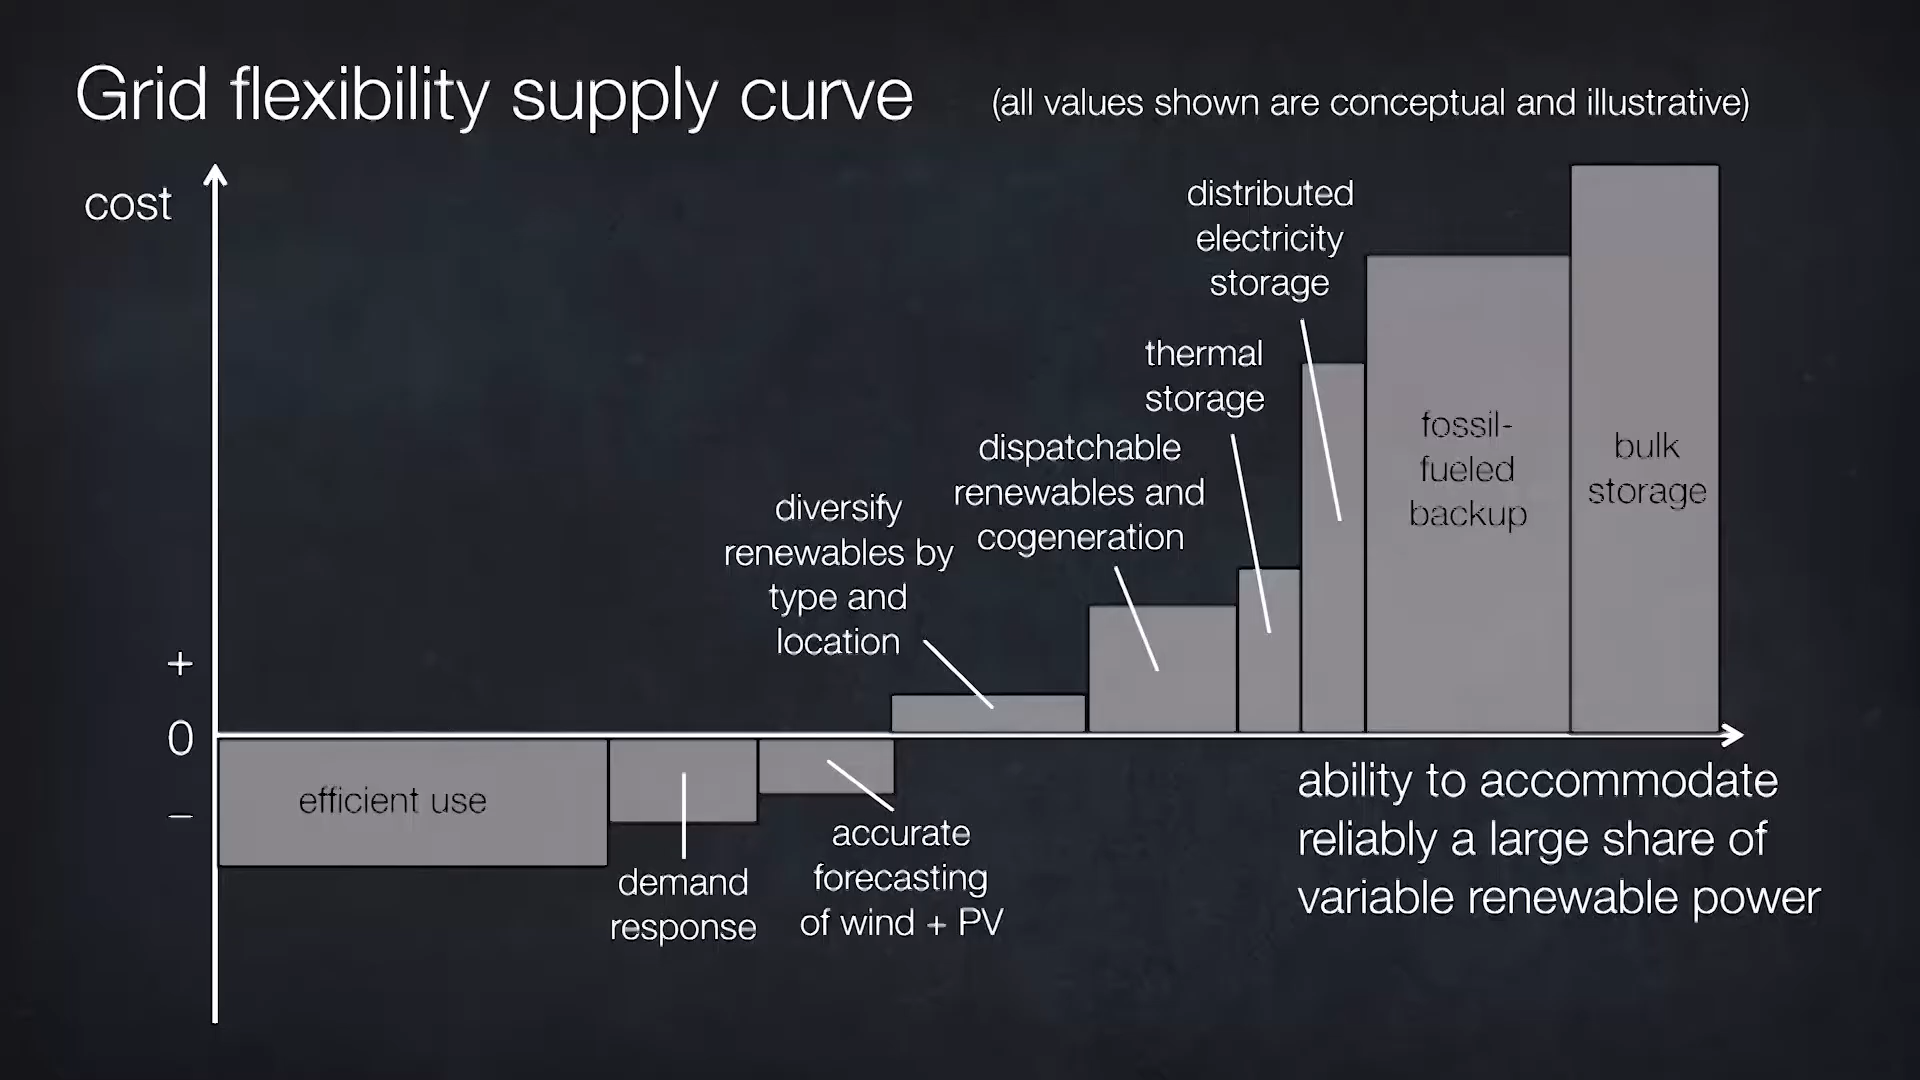 Grid flexibility supply curve
(all values shown are conceptual and illustrative)
cost
distributed
electricity
storage
thermal
storage
dispatchable
renewables and
cogeneration
diversify
renewables by
type and
location
fossil-
fueled
backup
bulk
storage
+
0
–
efficient use
demand
response
accurate
forecasting
of wind + PV
ability to accommodate
reliably a large share of
variable renewable power